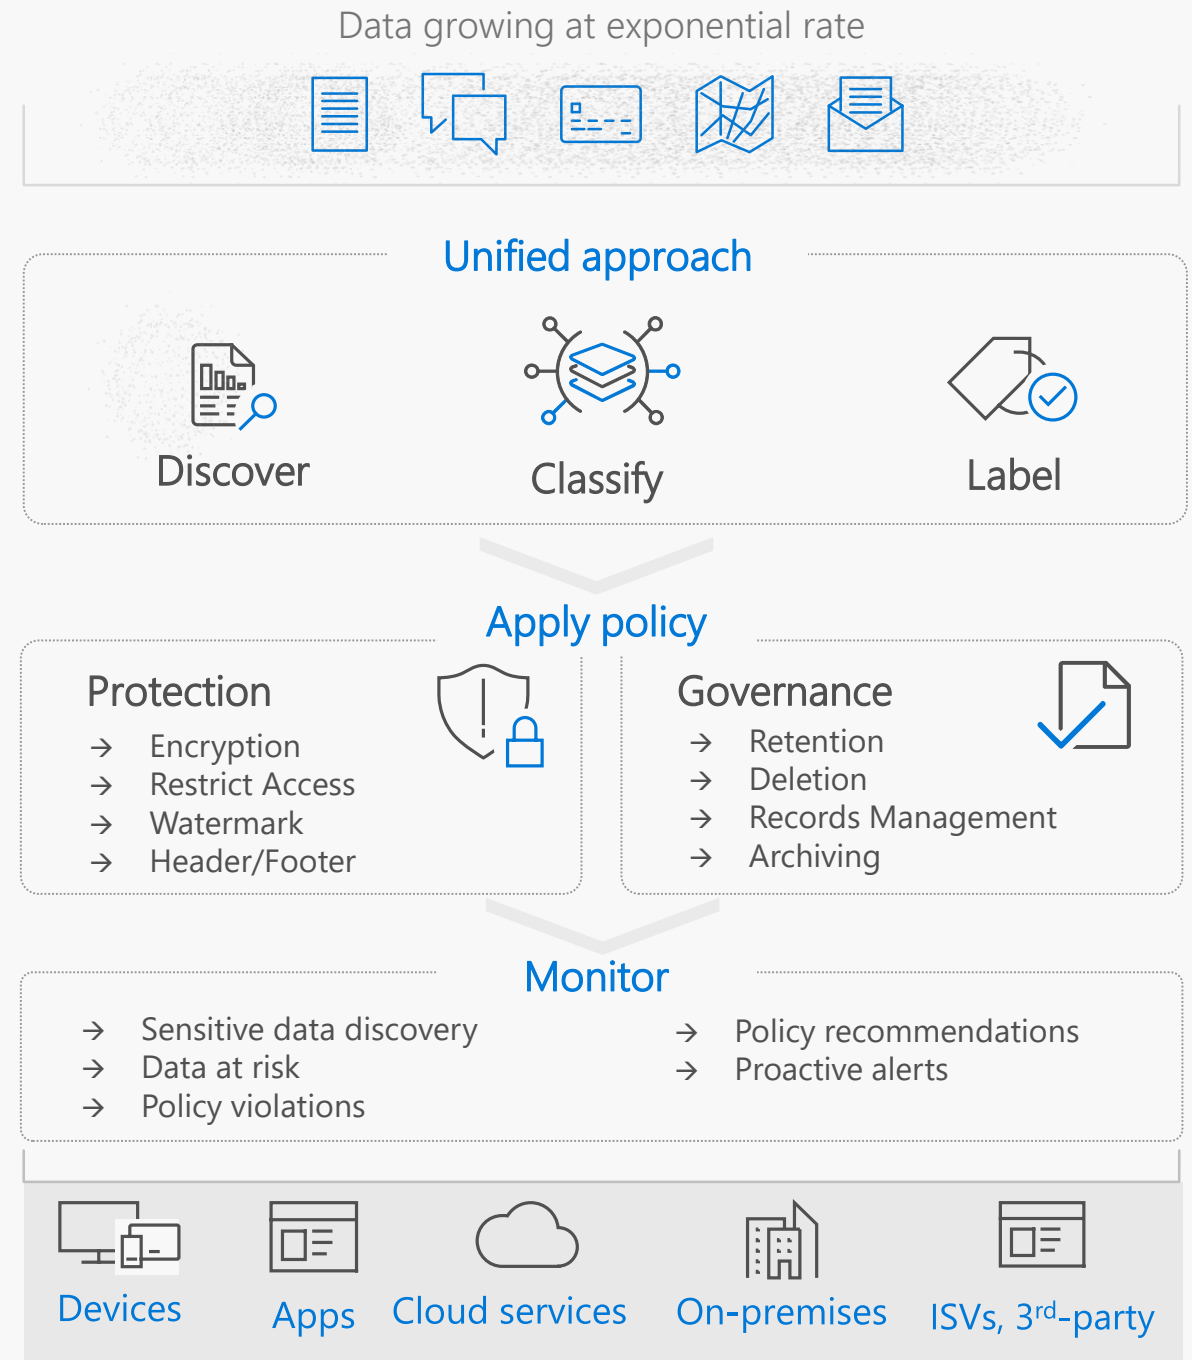 Data growing at exponential rate
Unified approach
Discover
Classify
Label
Apply policy
Protection
→ Encryption
→ Restrict Access
→ Watermark
→ Header/Footer
Governance
→ Retention
→ Deletion
→ Records Management
→ Archiving
Monitor
→ Sensitive data discovery
→ Data at risk
→ Policy violations
→ Policy recommendations
→ Proactive alerts
Devices
Apps
Cloud services
On-premises
ISVs, 3rd-party